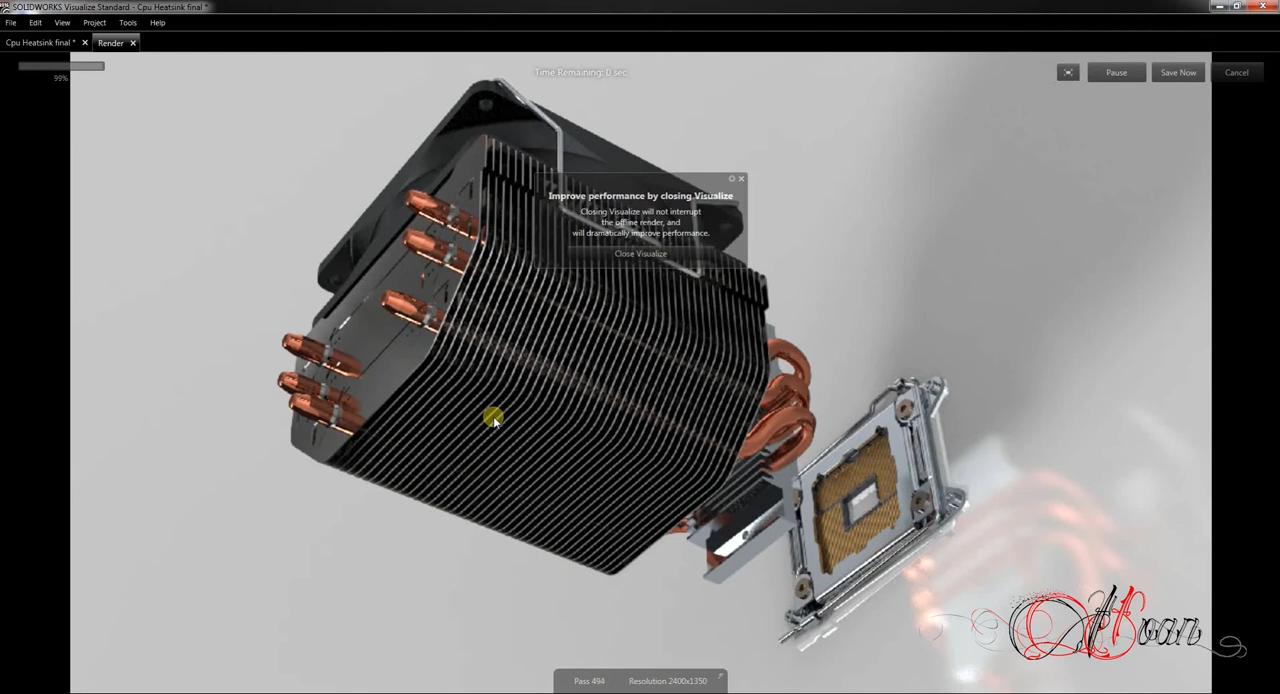 SOLIDWORKS Visualize Standard - Cpu Heatsink final *
File Edit View Project Tools Help
Cpu Heatsink final * Render
99%
Time Remaining: 0 sec
Pause Save Now Cancel
Improve performance by closing Visualize
Closing Visualize will not interrupt
the offline render, and
will dramatically improve performance.
Close Visualize
Pass 494 Resolution 2400x1350